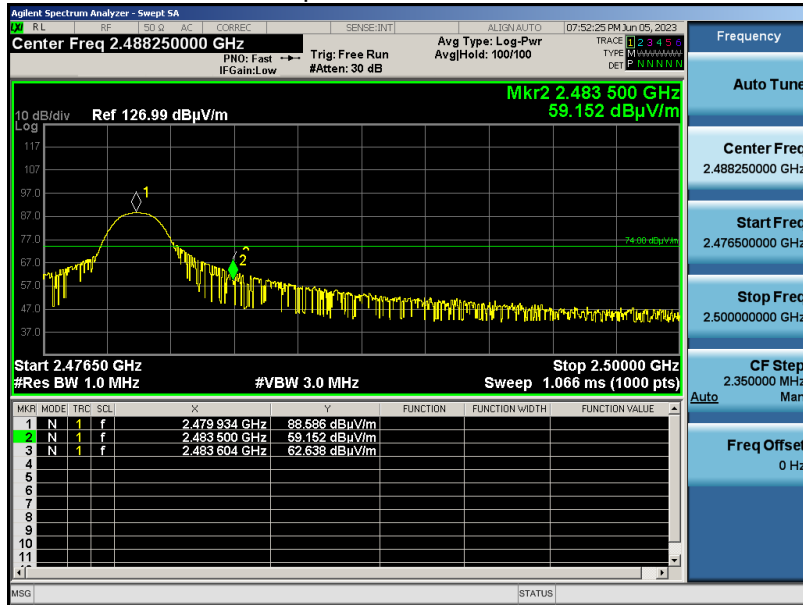 Agilent Spectrum Analyzer - Swept SA
LXI RL RF 50 Ω AC CORREC SENSE:INT ALIGN AUTO 07:52:25 PM Jun 05, 2023
Center Freq 2.488250000 GHz
PNO: Fast
IFGain:Low
Trig: Free Run
#Atten: 30 dB
Avg Type: Log-Pwr
Avg|Hold: 100/100
TRACE 1 2 3 4 5 6
TYPE M
DET P N N N N N
Frequency
Mkr2 2.483 500 GHz
59.152 dBµV/m
10 dB/div Ref 126.99 dBµV/m
Log
117
107
97.0
87.0
77.0
67.0
57.0
47.0
37.0
1
2
74.00 dBµV/m
Start 2.47650 GHz Stop 2.50000 GHz
#Res BW 1.0 MHz #VBW 3.0 MHz Sweep 1.066 ms (1000 pts)
MKR MODE TRC SCL X Y FUNCTION FUNCTION WIDTH FUNCTION VALUE
1 N 1 f 2.479 934 GHz 88.586 dBµV/m
2 N 1 f 2.483 500 GHz 59.152 dBµV/m
3 N 1 f 2.483 604 GHz 62.638 dBµV/m
4
5
6
7
8
9
10
11
MSG STATUS
Auto Tune
Center Freq
2.488250000 GHz
Start Freq
2.476500000 GHz
Stop Freq
2.500000000 GHz
CF Step
2.350000 MHz
Auto Man
Freq Offset
0 Hz